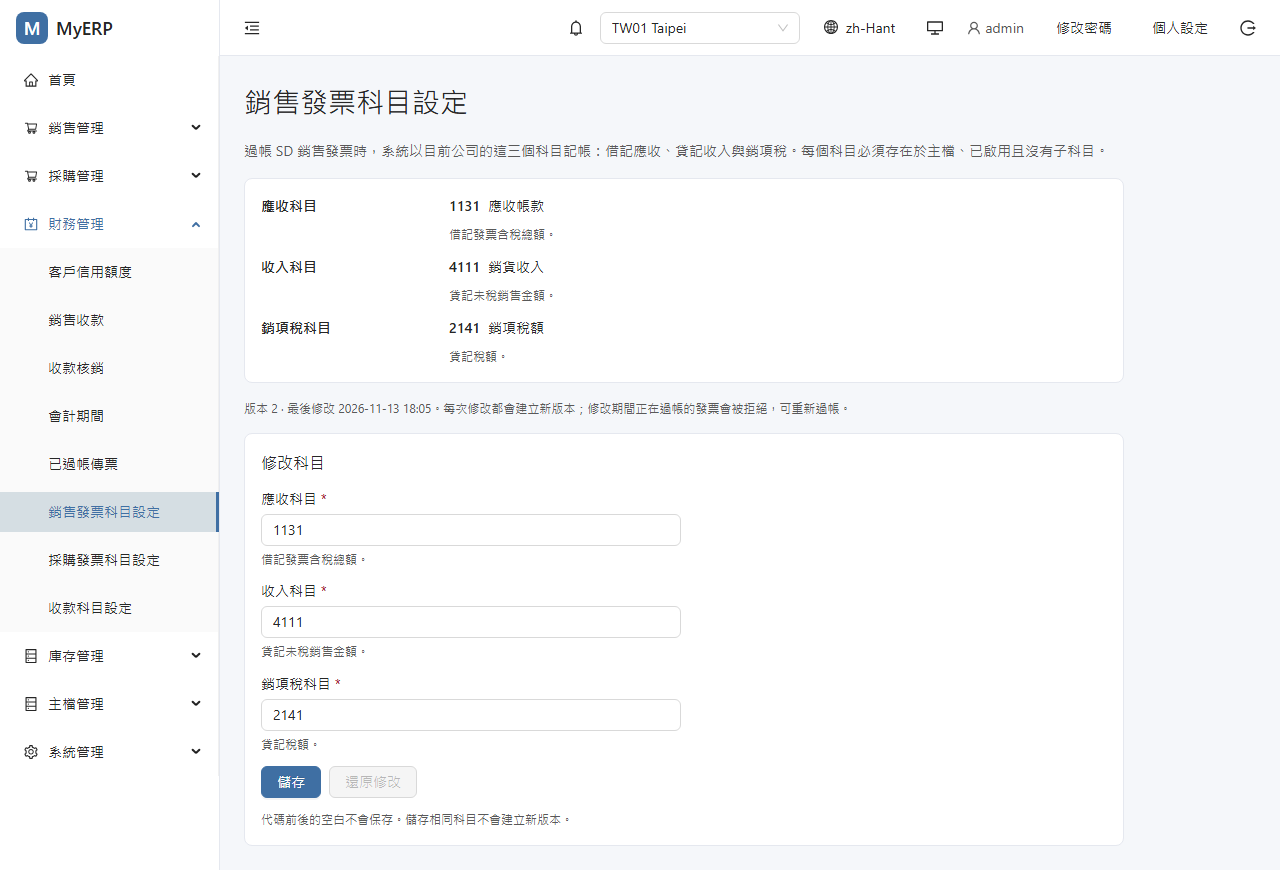 M MyERP
TW01 Taipei
zh-Hant
admin
修改密碼
個人設定
首頁
銷售管理
採購管理
財務管理
客戶信用額度
銷售收款
收款核銷
會計期間
已過帳傳票
銷售發票科目設定
採購發票科目設定
收款科目設定
庫存管理
主檔管理
系統管理
銷售發票科目設定
過帳 SD 銷售發票時，系統以目前公司的這三個科目記帳：借記應收、貸記收入與銷項稅。每個科目必須存在於主檔、已啟用且沒有子科目。
應收科目
1131 應收帳款
借記發票含稅總額。
收入科目
4111 銷貨收入
貸記未稅銷售金額。
銷項稅科目
2141 銷項稅額
貸記稅額。
版本 2 · 最後修改 2026-11-13 18:05。每次修改都會建立新版本；修改期間正在過帳的發票會被拒絕，可重新過帳。
修改科目
應收科目 *
1131
借記發票含稅總額。
收入科目 *
4111
貸記未稅銷售金額。
銷項稅科目 *
2141
貸記稅額。
儲存
還原修改
代碼前後的空白不會保存。儲存相同科目不會建立新版本。